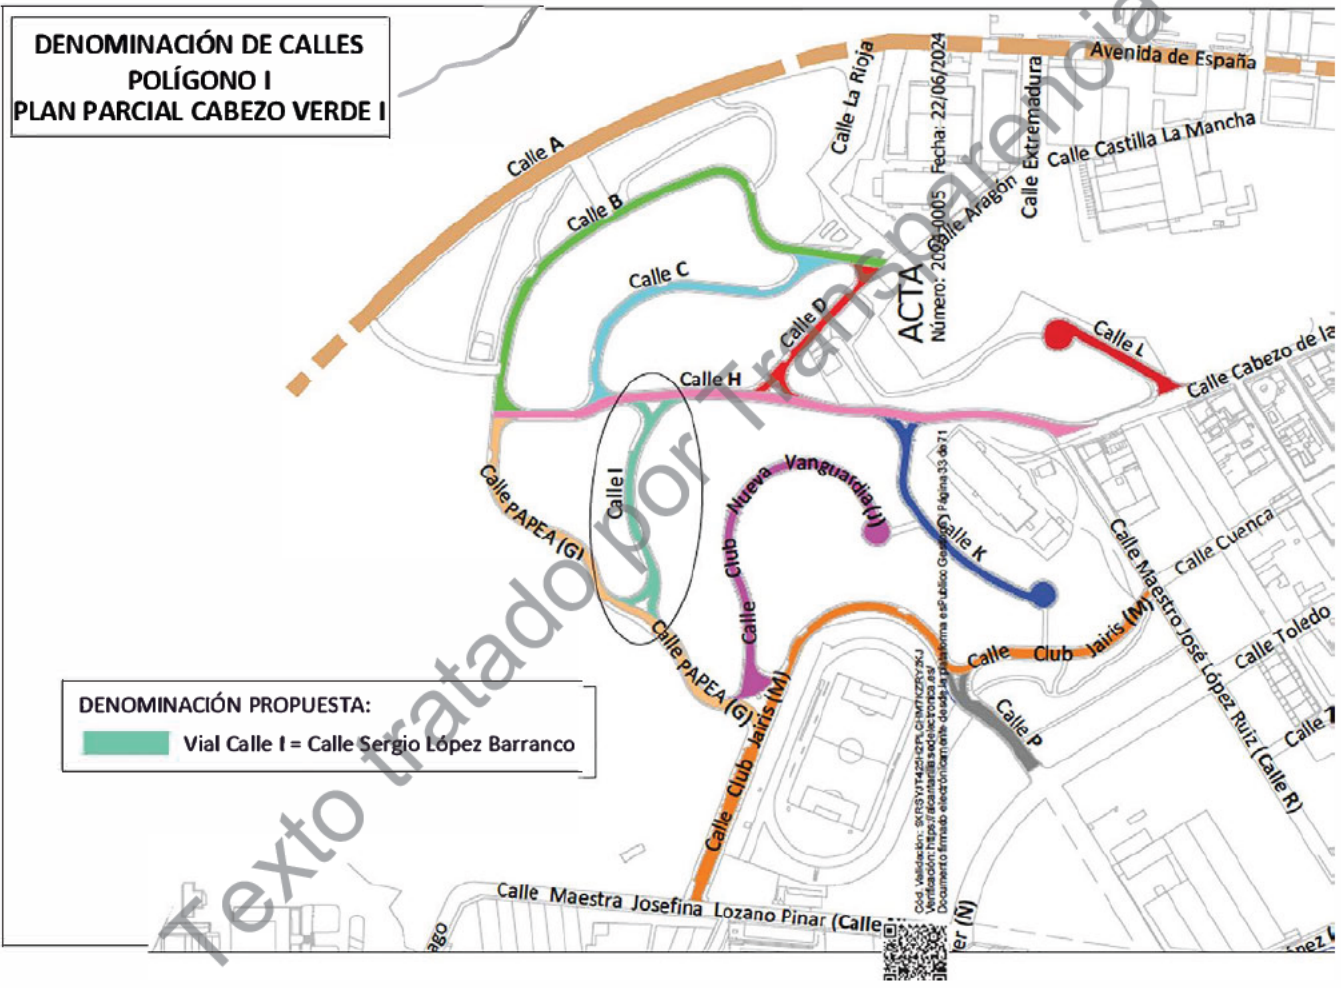 DENOMINACIÓN DE CALLES
POLÍGONO I
PLAN PARCIAL CABEZO VERDE I
Avenida de España
Calle La Rioja
Calle Extremadura
Calle Castilla La Mancha
Calle Aragón
Calle A
Calle B
Calle C
Calle D
Calle H
Calle L
Calle Cabezo de la
Calle I
Calle PAPEA (G)
Calle Club Nueva Vanguardia (J)
Calle K
Calle PAPEA (G)
Calle Club Jairis (M)
Calle Club Jairis (M)
Calle P
Calle Maestro José López Ruiz (Calle R)
Calle Cuenca
Calle Toledo
Calle T
DENOMINACIÓN PROPUESTA:
Vial Calle I = Calle Sergio López Barranco
Calle Maestra Josefina Lozano Pinar (Calle
ago
er (Ñ)
ACTA
Fecha: 22/06/2024
Texto tratado por Transparencia